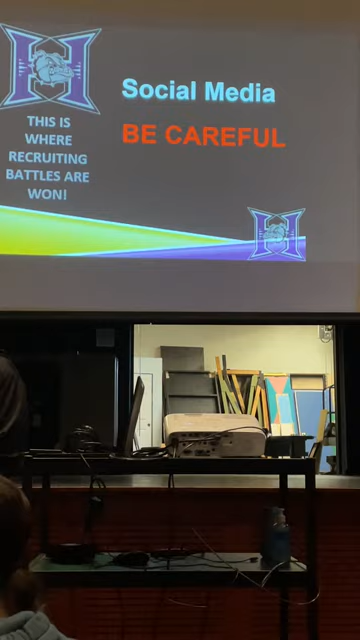 Social Media
BE CAREFUL
THIS IS
WHERE
RECRUITING
BATTLES ARE
WON!